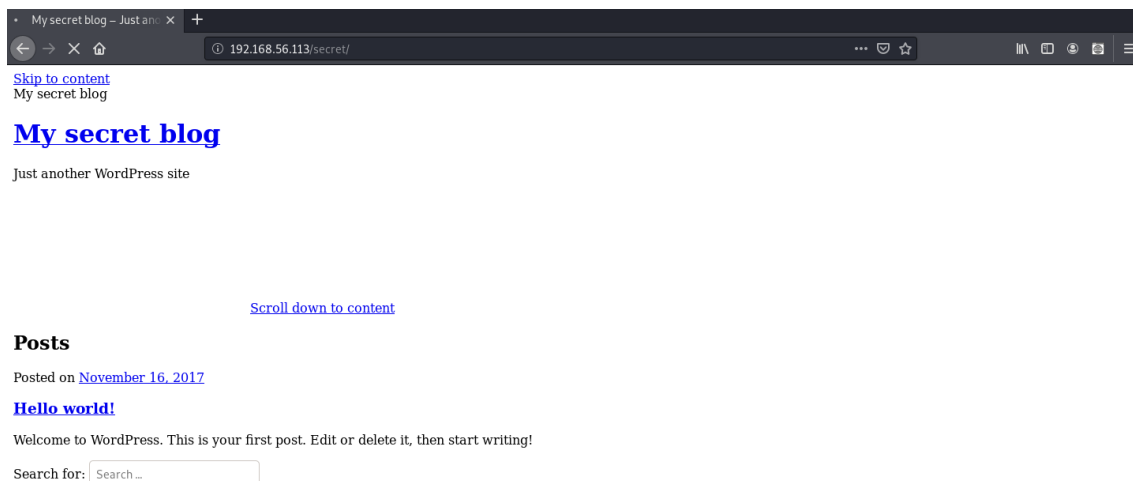 My secret blog – Just ano
192.168.56.113/secret/
Skip to content
My secret blog
My secret blog
Just another WordPress site
Scroll down to content
Posts
Posted on November 16, 2017
Hello world!
Welcome to WordPress. This is your first post. Edit or delete it, then start writing!
Search for: Search …